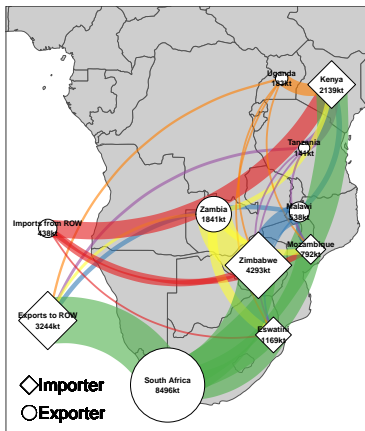 Uganda
183kt
Kenya
2139kt
Tanzania
141kt
Zambia
1841kt
Malawi
538kt
Imports from ROW
438kt
Mozambique
792kt
Zimbabwe
4293kt
Exports to ROW
3244kt
Eswatini
1169kt
South Africa
8496kt
Importer
Exporter